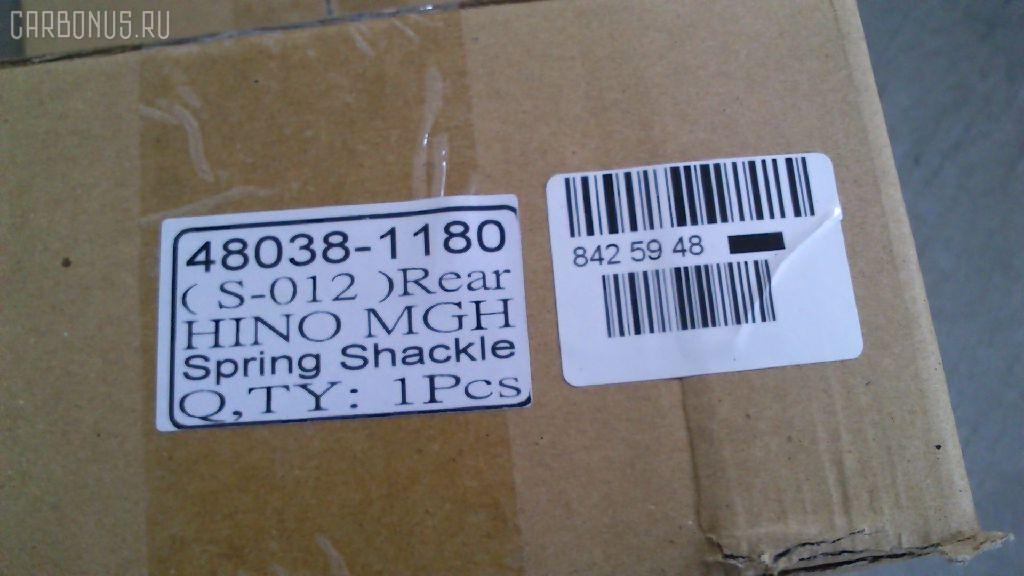 CARBONUS.RU
48038-1180
( S-012 )Rear
HINO MGH
Spring Shackle
Q,TY: 1Pcs
842 59 48